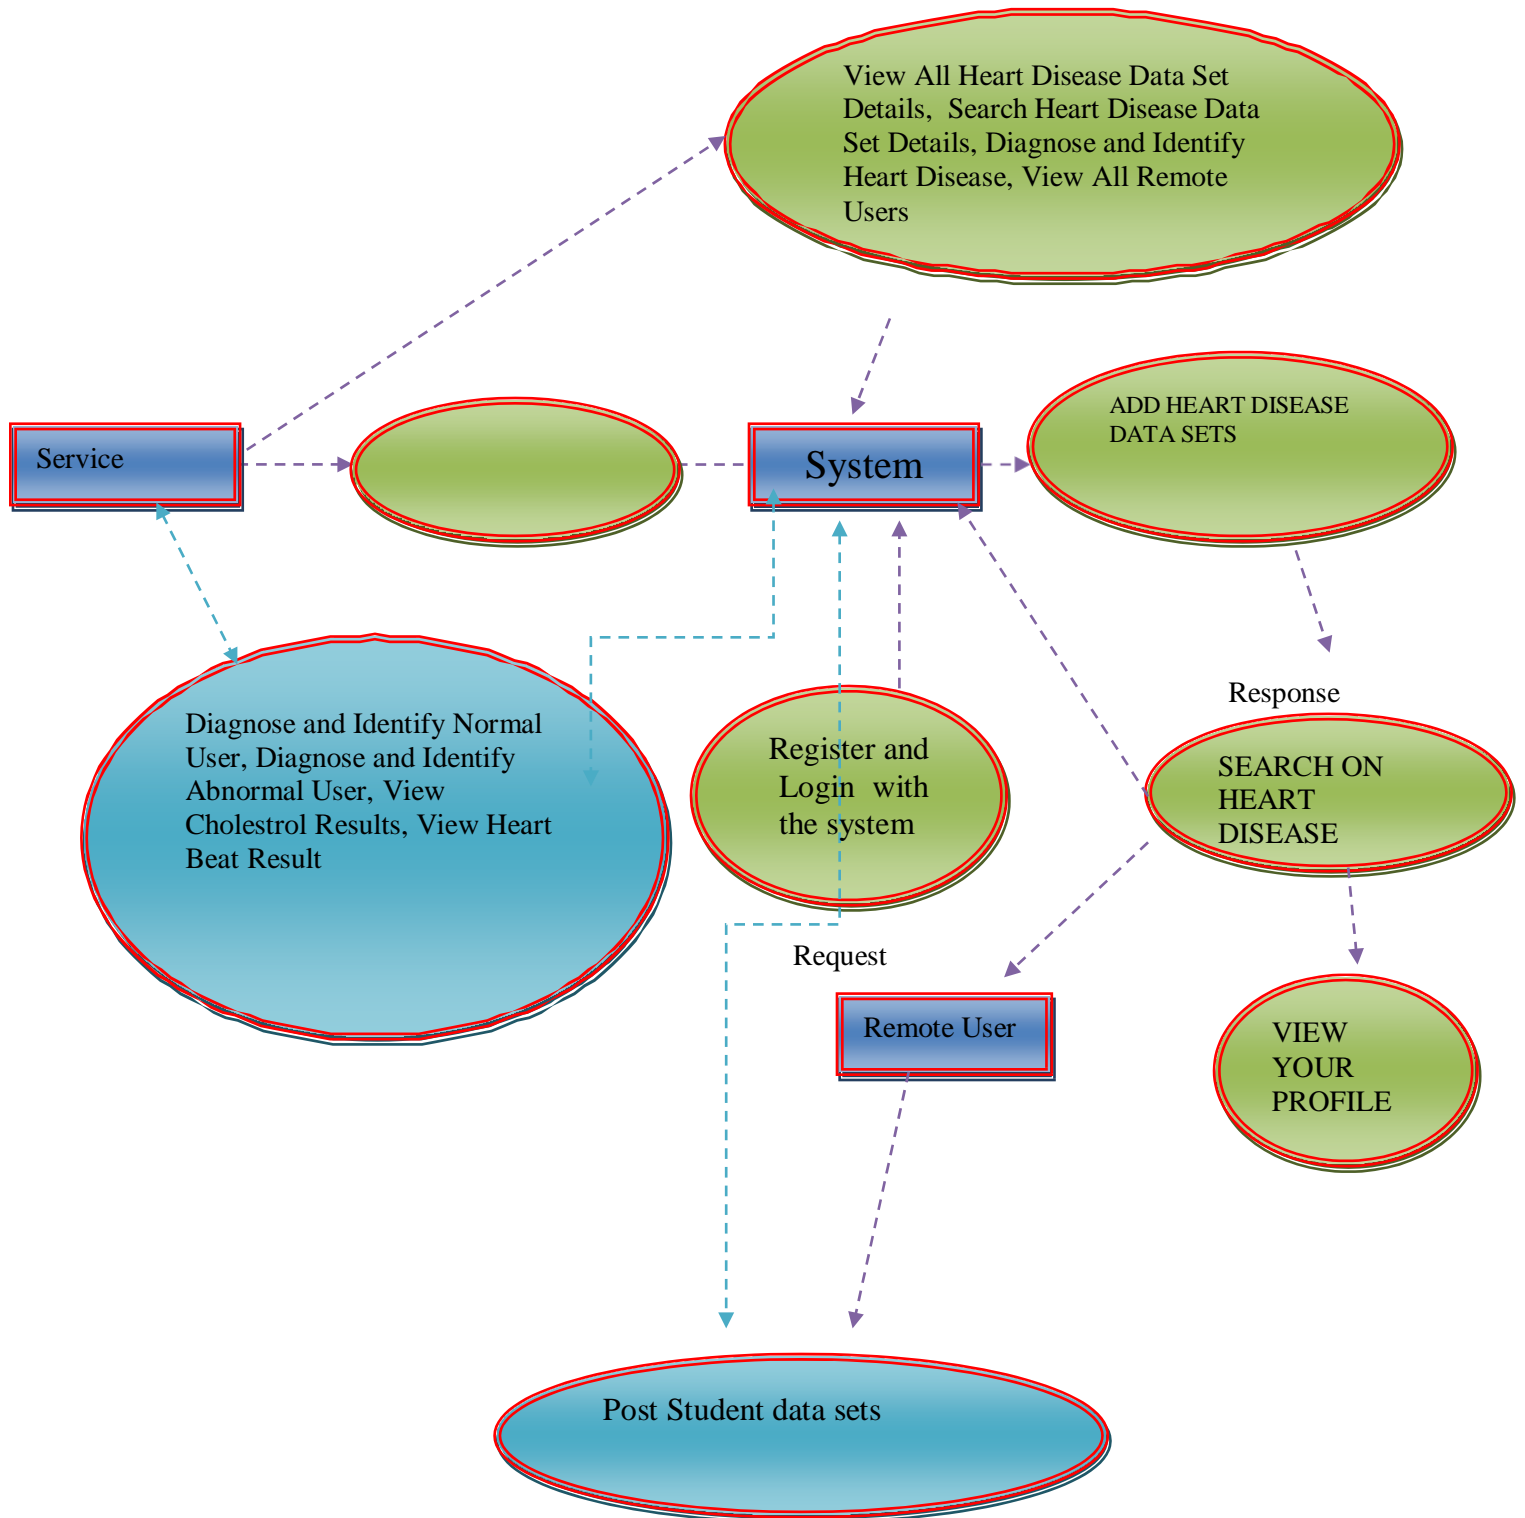 View All Heart Disease Data Set
Details,  Search Heart Disease Data
Set Details, Diagnose and Identify
Heart Disease, View All Remote
Users
Service
System
ADD HEART DISEASE
DATA SETS
Diagnose and Identify Normal
User, Diagnose and Identify
Abnormal User, View
Cholestrol Results, View Heart
Beat Result
Register and
Login  with
the system
Response
SEARCH ON
HEART
DISEASE
Request
Remote User
VIEW
YOUR
PROFILE
Post Student data sets